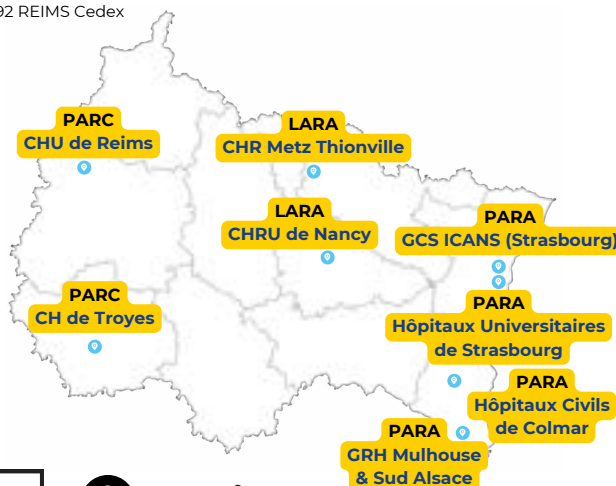 92 REIMS Cedex
PARC
CHU de Reims
LARA
CHR Metz Thionville
LARA
CHRU de Nancy
PARA
GCS ICANS (Strasbourg)
PARC
CH de Troyes
PARA
Hôpitaux Universitaires
de Strasbourg
PARA
Hôpitaux Civils
de Colmar
PARA
GRH Mulhouse
& Sud Alsace